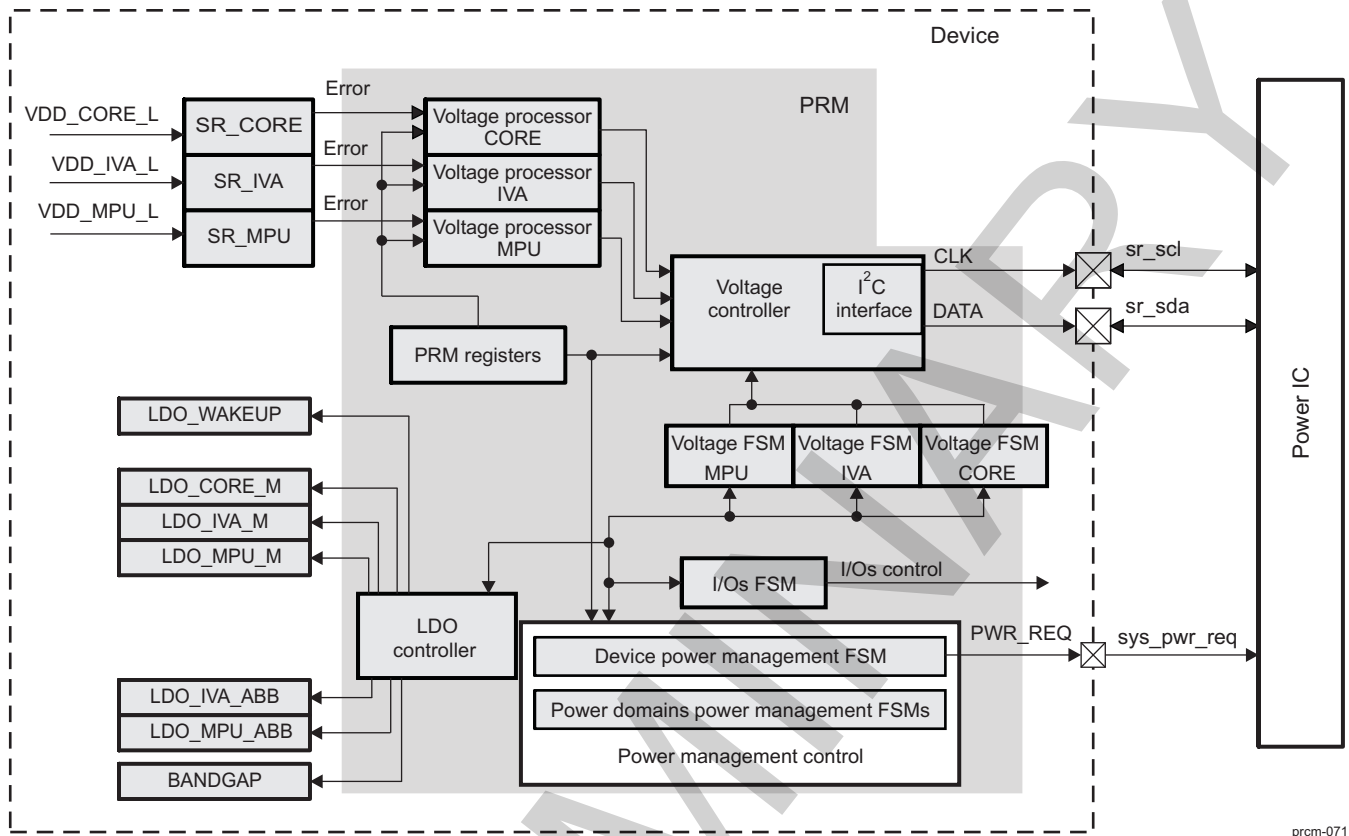 Device
PRM
VDD_CORE_L
VDD_IVA_L
VDD_MPU_L
SR_CORE
SR_IVA
SR_MPU
Error
Error
Error
Voltage processor
CORE
Voltage processor
IVA
Voltage processor
MPU
Voltage
controller
I²C
interface
CLK
DATA
sr_scl
sr_sda
Power IC
PRM registers
LDO_WAKEUP
LDO_CORE_M
LDO_IVA_M
LDO_MPU_M
Voltage FSM
MPU
Voltage FSM
IVA
Voltage FSM
CORE
I/Os FSM
I/Os control
LDO
controller
Device power management FSM
Power domains power management FSMs
Power management control
PWR_REQ
sys_pwr_req
LDO_IVA_ABB
LDO_MPU_ABB
BANDGAP
MINARY
prcm-071